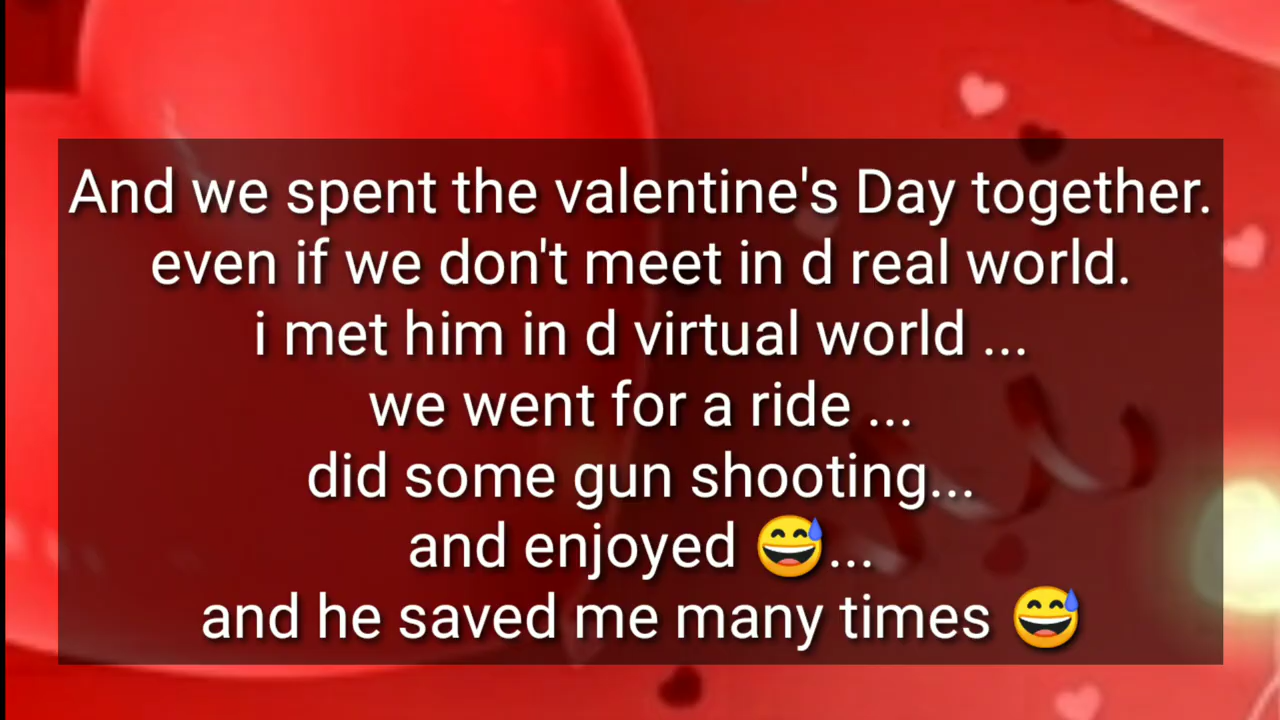 And we spent the valentine's Day together.
even if we don't meet in d real world.
i met him in d virtual world ...
we went for a ride ...
did some gun shooting...
and enjoyed 😅...
and he saved me many times 😅